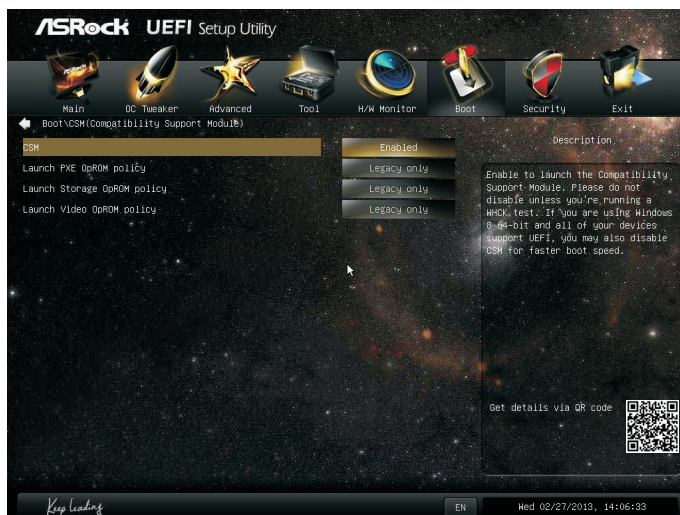 ASRock UEFI Setup Utility
Main OC Tweaker Advanced Tool H/W Monitor Boot Security Exit
Boot\CSM(Compatibility Support Module)
CSM Enabled
Launch PXE OpROM policy Legacy only
Launch Storage OpROM policy Legacy only
Launch Video OpROM policy Legacy only
Description
Enable to launch the Compatibility
Support Module. Please do not
disable unless you're running a
WHCK test. If you are using Windows
8 64-bit and all of your devices
support UEFI, you may also disable
CSM for faster boot speed.
Get details via QR code
Keep Leading
EN Wed 02/27/2013, 14:06:33